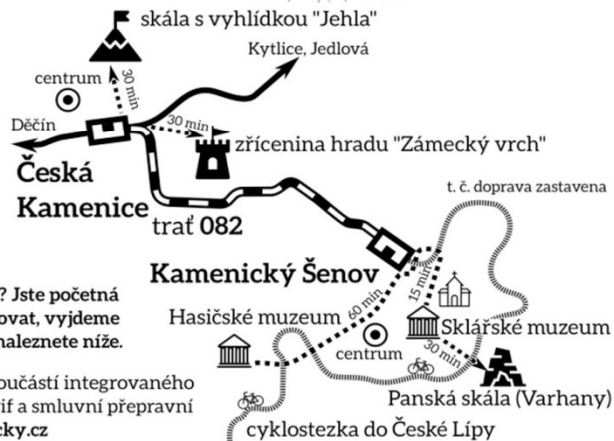 skála s vyhlídkou "Jehla"
Kytlice, Jedlová
centrum
30 min
Děčín
30 min
zřícenina hradu "Zámecký vrch"
Česká
Kamenice
trať 082
t. č. doprava zastavena
Kamenický Šenov
15 min
60 min
Hasičské muzeum
Sklářské muzeum
centrum
30 min
Panská skála (Varhany)
cyklostezka do České Lípy
? Jste početná
ovat, vyjdeme
naleznete níže.
oučástí integrovaného
if a smluvní přepravní
cky.cz